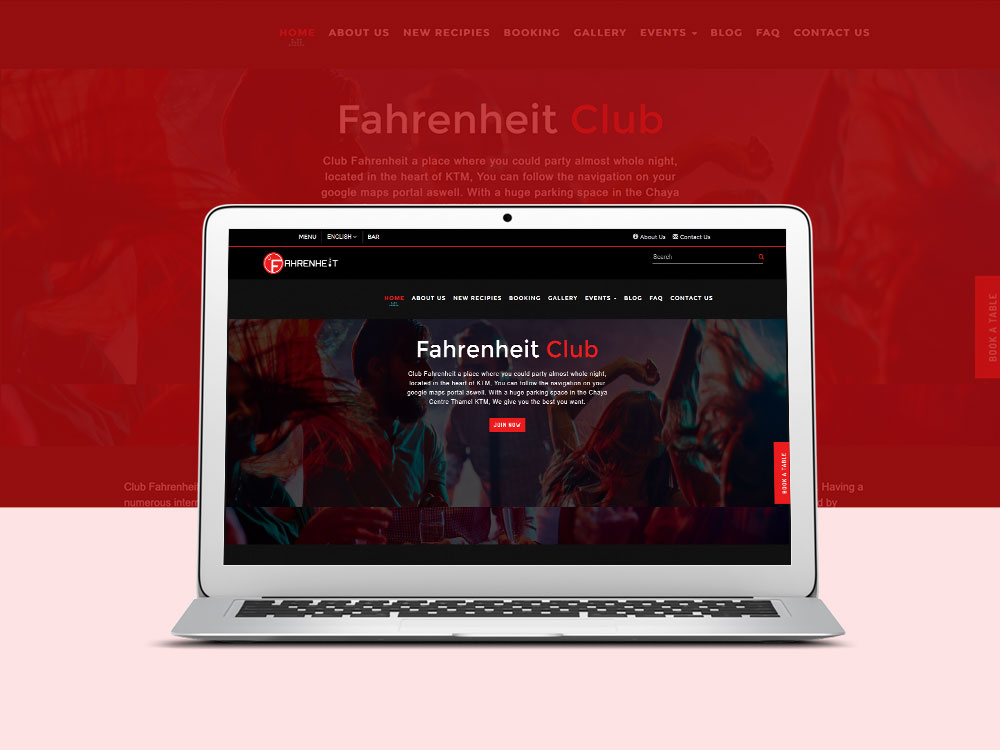 HOME ABOUT US NEW RECIPIES BOOKING GALLERY EVENTS BLOG FAQ CONTACT US
Fahrenheit Club
Club Fahrenheit a place where you could party almost whole night,
located in the heart of KTM, You can follow the navigation on your
google maps portal aswell. With a huge parking space in the Chaya
BOOK A TABLE
MENU ENGLISH BAR About Us Contact Us
FAHRENHEIT Search
HOME ABOUT US NEW RECIPIES BOOKING GALLERY EVENTS BLOG FAQ CONTACT US
Fahrenheit Club
Club Fahrenheit a place where you could party almost whole night,
located in the heart of KTM, You can follow the navigation on your
google maps portal aswell. With a huge parking space in the Chaya
Centre Thamel KTM, We give you the best you want.
JOIN NOW
BOOK A TABLE
Club Fahrenheit Having a
numerous by